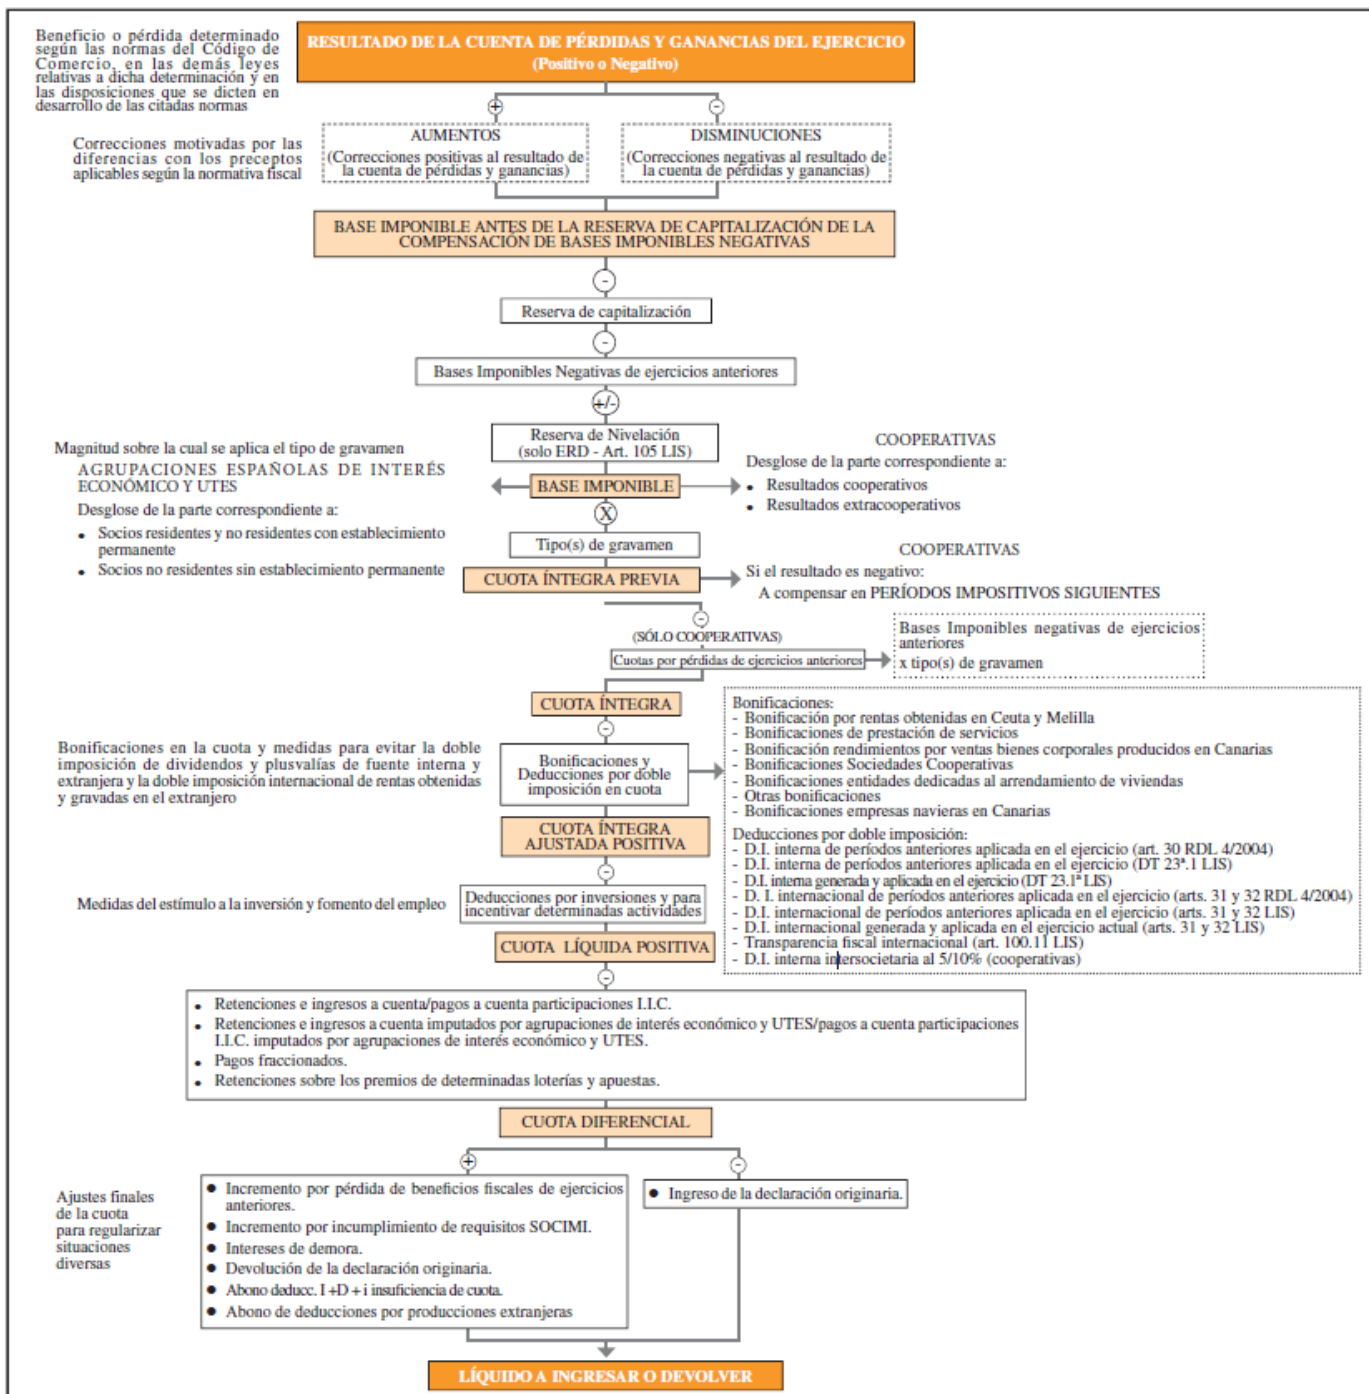 Beneficio o pérdida determinado
según las normas del Código de
Comercio, en las demás leyes
relativas a dicha determinación y en
las disposiciones que se dicten en
desarrollo de las citadas normas
RESULTADO DE LA CUENTA DE PÉRDIDAS Y GANANCIAS DEL EJERCICIO
(Positivo o Negativo)
+
-
Correcciones motivadas por las
diferencias con los preceptos
aplicables según la normativa fiscal
AUMENTOS
(Correcciones positivas al resultado de
la cuenta de pérdidas y ganancias)
DISMINUCIONES
(Correcciones negativas al resultado de
la cuenta de pérdidas y ganancias)
BASE IMPONIBLE ANTES DE LA RESERVA DE CAPITALIZACIÓN DE LA
COMPENSACIÓN DE BASES IMPONIBLES NEGATIVAS
-
Reserva de capitalización
-
Bases Imponibles Negativas de ejercicios anteriores
+/-
Reserva de Nivelación
(solo ERD - Art. 105 LIS)
Magnitud sobre la cual se aplica el tipo de gravamen
AGRUPACIONES ESPAÑOLAS DE INTERÉS
ECONÓMICO Y UTES
Desglose de la parte correspondiente a:
• Socios residentes y no residentes con establecimiento
permanente
• Socios no residentes sin establecimiento permanente
BASE IMPONIBLE
COOPERATIVAS
Desglose de la parte correspondiente a:
• Resultados cooperativos
• Resultados extracooperativos
X
Tipo(s) de gravamen
CUOTA ÍNTEGRA PREVIA
COOPERATIVAS
Si el resultado es negativo:
A compensar en PERÍODOS IMPOSITIVOS SIGUIENTES
-
(SÓLO COOPERATIVAS)
Cuotas por pérdidas de ejercicios anteriores
Bases Imponibles negativas de ejercicios
anteriores
x tipo(s) de gravamen
CUOTA ÍNTEGRA
-
Bonificaciones en la cuota y medidas para evitar la doble
imposición de dividendos y plusvalías de fuente interna y
extranjera y la doble imposición internacional de rentas obtenidas
y gravadas en el extranjero
Bonificaciones y
Deducciones por doble
imposición en cuota
Bonificaciones:
- Bonificación por rentas obtenidas en Ceuta y Melilla
- Bonificaciones de prestación de servicios
- Bonificación rendimientos por ventas bienes corporales producidos en Canarias
- Bonificaciones Sociedades Cooperativas
- Bonificaciones entidades dedicadas al arrendamiento de viviendas
- Otras bonificaciones
- Bonificaciones empresas navieras en Canarias
Deducciones por doble imposición:
- D.I. interna de períodos anteriores aplicada en el ejercicio (art. 30 RDL 4/2004)
- D.I. interna de períodos anteriores aplicada en el ejercicio (DT 23ª.1 LIS)
- D.I. interna generada y aplicada en el ejercicio (DT 23.1ª LIS)
- D. I. internacional de períodos anteriores aplicada en el ejercicio (arts. 31 y 32 RDL 4/2004)
- D.I. internacional de períodos anteriores aplicada en el ejercicio (arts. 31 y 32 LIS)
- D.I. internacional generada y aplicada en el ejercicio actual (arts. 31 y 32 LIS)
- Transparencia fiscal internacional (art. 100.11 LIS)
- D.I. interna intersocietaria al 5/10% (cooperativas)
CUOTA ÍNTEGRA
AJUSTADA POSITIVA
-
Medidas del estímulo a la inversión y fomento del empleo
Deducciones por inversiones y para
incentivar determinadas actividades
CUOTA LÍQUIDA POSITIVA
-
• Retenciones e ingresos a cuenta/pagos a cuenta participaciones I.I.C.
• Retenciones e ingresos a cuenta imputados por agrupaciones de interés económico y UTES/pagos a cuenta participaciones
I.I.C. imputados por agrupaciones de interés económico y UTES.
• Pagos fraccionados.
• Retenciones sobre los premios de determinadas loterías y apuestas.
CUOTA DIFERENCIAL
+
-
Ajustes finales
de la cuota
para regularizar
situaciones
diversas
• Incremento por pérdida de beneficios fiscales de ejercicios
anteriores.
• Incremento por incumplimiento de requisitos SOCIMI.
• Intereses de demora.
• Devolución de la declaración originaria.
• Abono deducc. I +D + i insuficiencia de cuota.
• Abono de deducciones por producciones extranjeras
• Ingreso de la declaración originaria.
LÍQUIDO A INGRESAR O DEVOLVER